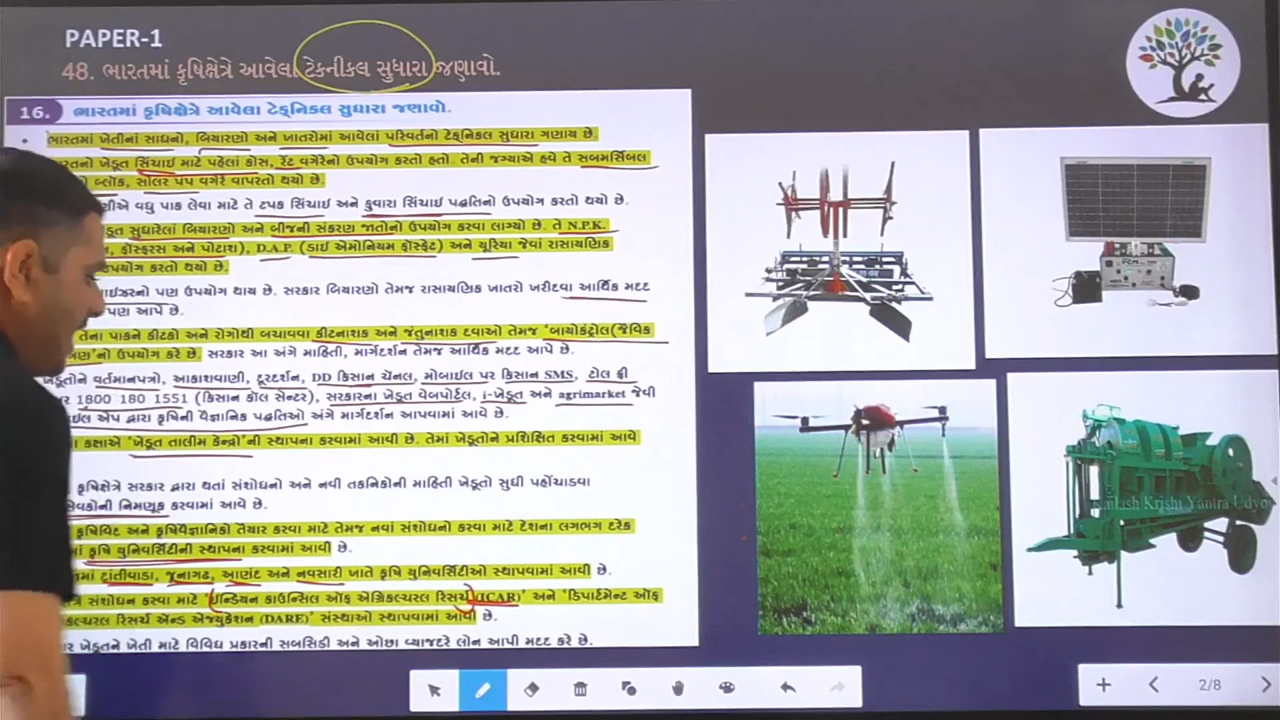 PAPER-1
48. ભારતમાં કૃષિક્ષેત્રે આવેલા ટેકનીકલ સુધારા જણાવો.
16. ભારતમાં કૃષિક્ષેત્રે આવેલા ટેક્નિકલ સુધારા જણાવો.
• ભારતમાં ખેતીનાં સાધનો, બિયારણો અને ખાતરોમાં આવેલાં પરિવર્તનો ટેક્નિકલ સુધારા ગણાય છે.
ખેડૂત સિંચાઈ માટે પહેલાં કોસ, રેંટ વગેરેનો ઉપયોગ કરતો હતો. તેની જગ્યાએ હવે તે સબમર્સિબલ
બ્લૉક, સોલર પંપ વગેરે વાપરતો થયો છે.
વધુ પાક લેવા માટે તે ટપક સિંચાઈ અને ફુવારા સિંચાઈ પદ્ધતિનો ઉપયોગ કરતો થયો છે.
સુધારેલાં બિયારણો અને બીજની સંકરણ જાતોનો ઉપયોગ કરવા લાગ્યો છે. તે N.P.K.
ફૉસ્ફરસ અને પોટાશ), D.A.P. (ડાઈ એમોનિયમ ફૉસ્ફેટ) અને યૂરિયા જેવાં રાસાયણિક
ઉપયોગ કરતો થયો છે.
પણ ઉપયોગ થાય છે. સરકાર બિયારણો તેમજ રાસાયણિક ખાતરો ખરીદવા આર્થિક મદદ
પણ આપે છે.
તેના પાકને કીટકો અને રોગોથી બચાવવા કીટનાશક અને જંતુનાશક દવાઓ તેમજ 'બાયોકંટ્રોલ(જૈવિક
નો ઉપયોગ કરે છે. સરકાર આ અંગે માહિતી, માર્ગદર્શન તેમજ આર્થિક મદદ આપે છે.
ખેડૂતોને વર્તમાનપત્રો, આકાશવાણી, દૂરદર્શન, DD કિસાન ચૅનલ, મોબાઈલ પર કિસાન SMS, ટોલ ફ્રી
1800 180 1551 (કિસાન કૉલ સેન્ટર), સરકારના ખેડૂત વેબપોર્ટલ, i-ખેડૂત અને agrimarket જેવી
ઍપ દ્વારા કૃષિની વૈજ્ઞાનિક પદ્ધતિઓ અંગે માર્ગદર્શન આપવામાં આવે છે.
કક્ષાએ 'ખેડૂત તાલીમ કેન્દ્રો'ની સ્થાપના કરવામાં આવી છે. તેમાં ખેડૂતોને પ્રશિક્ષિત કરવામાં આવે
કૃષિક્ષેત્રે સરકાર દ્વારા થતાં સંશોધનો અને નવી તકનિકોની માહિતી ખેડૂતો સુધી પહોંચાડવા
નિમણૂક કરવામાં આવે છે.
કૃષિવિદ અને કૃષિવૈજ્ઞાનિકો તૈયાર કરવા માટે તેમજ નવાં સંશોધનો કરવા માટે દેશના લગભગ દરેક
કૃષિ યુનિવર્સિટીની સ્થાપના કરવામાં આવી છે.
દાંતીવાડા, જૂનાગઢ, આણંદ અને નવસારી ખાતે કૃષિ યુનિવર્સિટીઓ સ્થાપવામાં આવી છે.
સંશોધન કરવા માટે 'ઈન્ડિયન કાઉન્સિલ ઑફ ઍગ્રિકલ્ચરલ રિસર્ચ (ICAR)' અને 'ડિપાર્ટમેન્ટ ઑફ
રિસર્ચ ઍન્ડ એજ્યુકેશન (DARE)' સંસ્થાઓ સ્થાપવામાં આવી છે.
ખેડૂતને ખેતી માટે વિવિધ પ્રકારની સબસિડી અને ઓછા વ્યાજદરે લોન આપી મદદ કરે છે.
Kailash Krishi Yantra Udyo
2/8